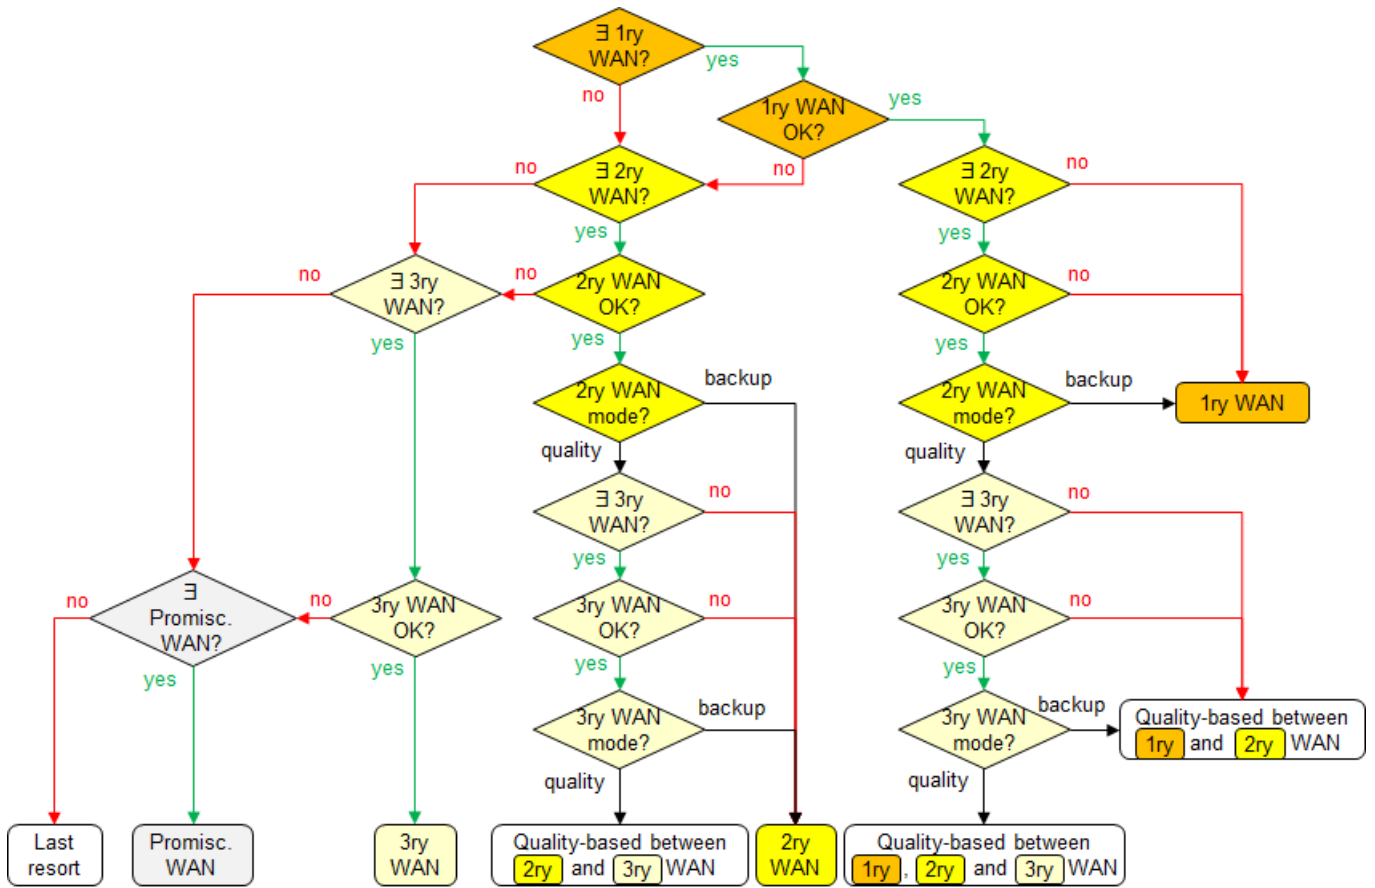 ∃ 1ry
WAN?
yes
no
1ry WAN
OK?
yes
no
∃ 2ry
WAN?
no
yes
∃ 2ry
WAN?
no
yes
∃ 3ry
WAN?
no
yes
2ry WAN
OK?
no
yes
2ry WAN
OK?
no
yes
2ry WAN
mode?
backup
quality
2ry WAN
mode?
backup
quality
1ry WAN
∃ 3ry
WAN?
no
yes
∃ 3ry
WAN?
no
yes
∃
Promisc.
WAN?
no
yes
3ry WAN
OK?
no
yes
3ry WAN
OK?
no
yes
3ry WAN
OK?
no
yes
3ry WAN
mode?
backup
quality
3ry WAN
mode?
backup
quality
Quality-based between
1ry and 2ry WAN
Last
resort
Promisc.
WAN
3ry
WAN
Quality-based between
2ry and 3ry WAN
2ry
WAN
Quality-based between
1ry , 2ry and 3ry WAN